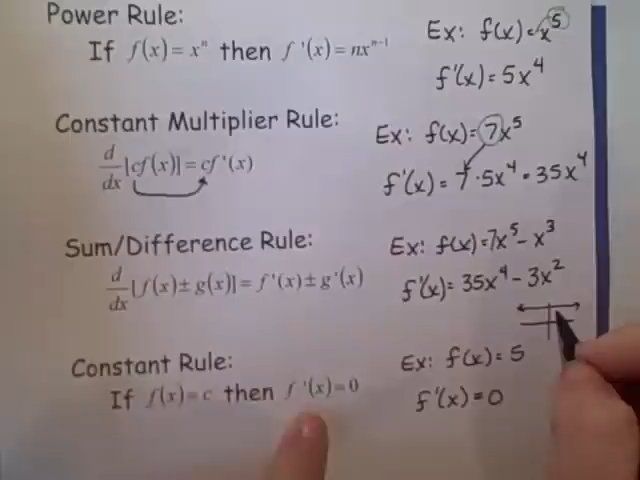 Power Rule:
If f(x) = xⁿ then f '(x) = nxⁿ⁻¹
Ex: f(x) = x⁵
f'(x) = 5x⁴
Constant Multiplier Rule:
d/dx [cf(x)] = cf '(x)
Ex: f(x) = 7x⁵
f'(x) = 7·5x⁴ = 35x⁴
Sum/Difference Rule:
d/dx [f(x) ± g(x)] = f '(x) ± g '(x)
Ex: f(x) = 7x⁵ - x³
f'(x) = 35x⁴ - 3x²
Constant Rule:
If f(x) = c then f '(x) = 0
Ex: f(x) = 5
f'(x) = 0